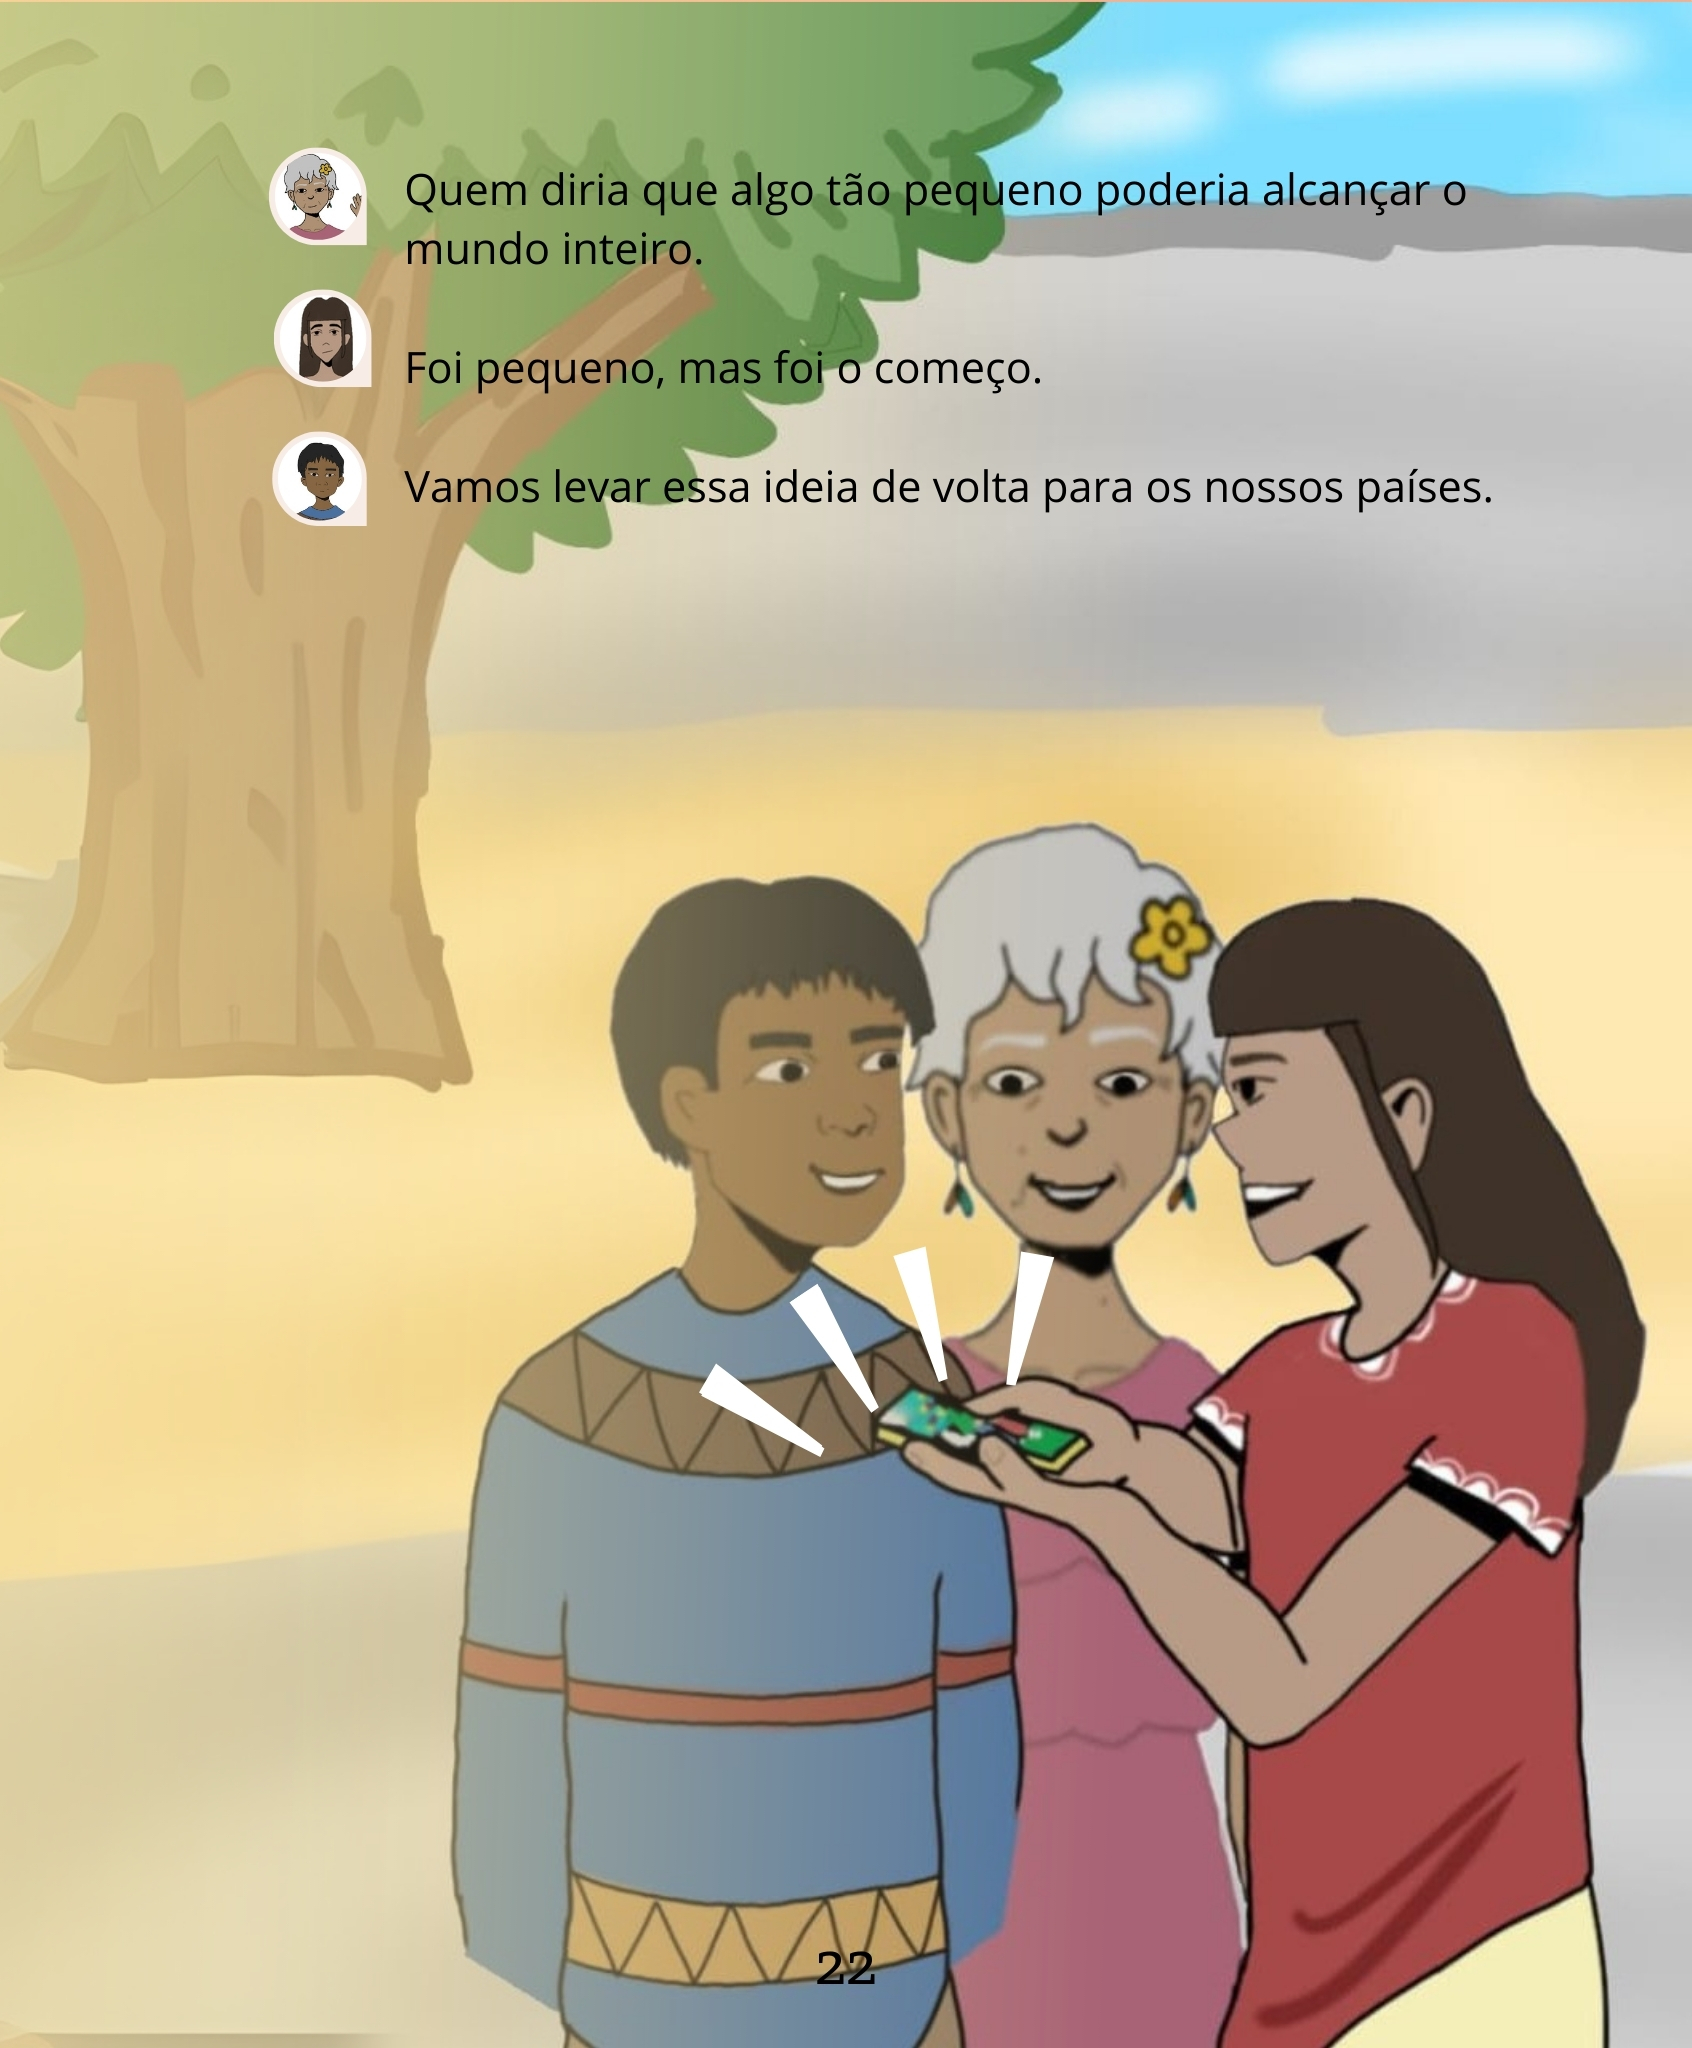 Quem diria que algo tão pequeno poderia alcançar o
mundo inteiro.
Foi pequeno, mas foi o começo.
Vamos levar essa ideia de volta para os nossos países.
22